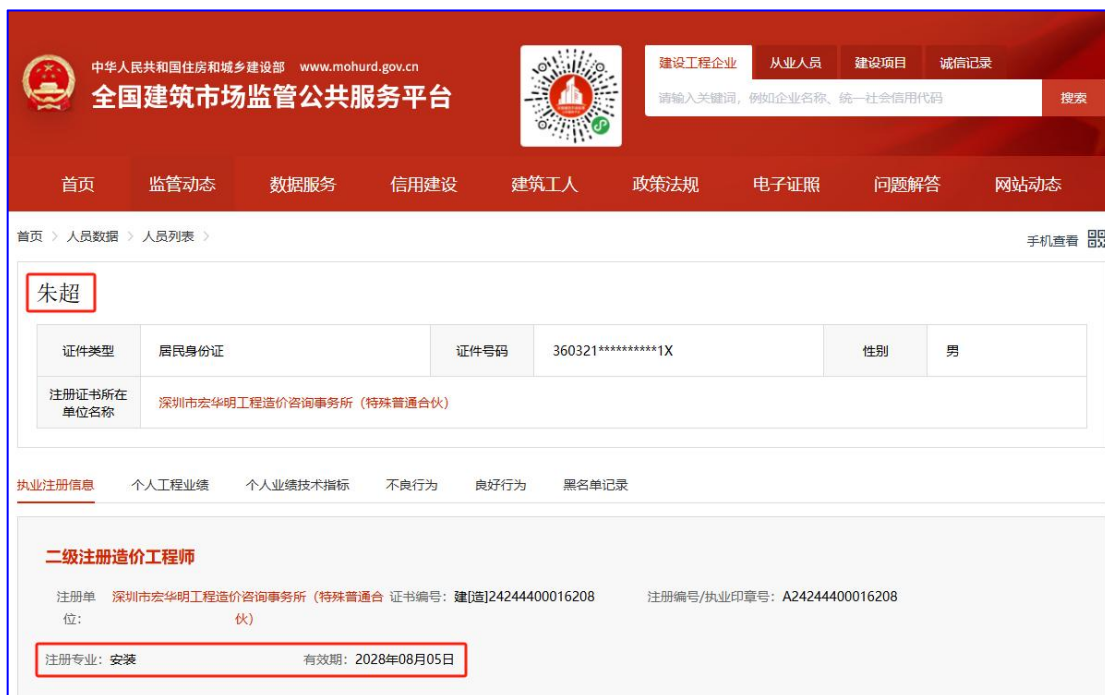 中华人民共和国住房和城乡建设部 www.mohurd.gov.cn
全国建筑市场监管公共服务平台
建设工程企业 从业人员 建设项目 诚信记录
请输入关键词，例如企业名称、统一社会信用代码 搜索
首页 监管动态 数据服务 信用建设 建筑工人 政策法规 电子证照 问题解答 网站动态
首页 > 人员数据 > 人员列表 >
手机查看
朱超
证件类型 居民身份证 证件号码 360321**********1X 性别 男
注册证书所在
单位名称
深圳市宏华明工程造价咨询事务所（特殊普通合伙）
执业注册信息 个人工程业绩 个人业绩技术指标 不良行为 良好行为 黑名单记录
二级注册造价工程师
注册单 深圳市宏华明工程造价咨询事务所（特殊普通合 证书编号：建[造]24244400016208 注册编号/执业印章号：A24244400016208
位： 伙）
注册专业：安装 有效期：2028年08月05日